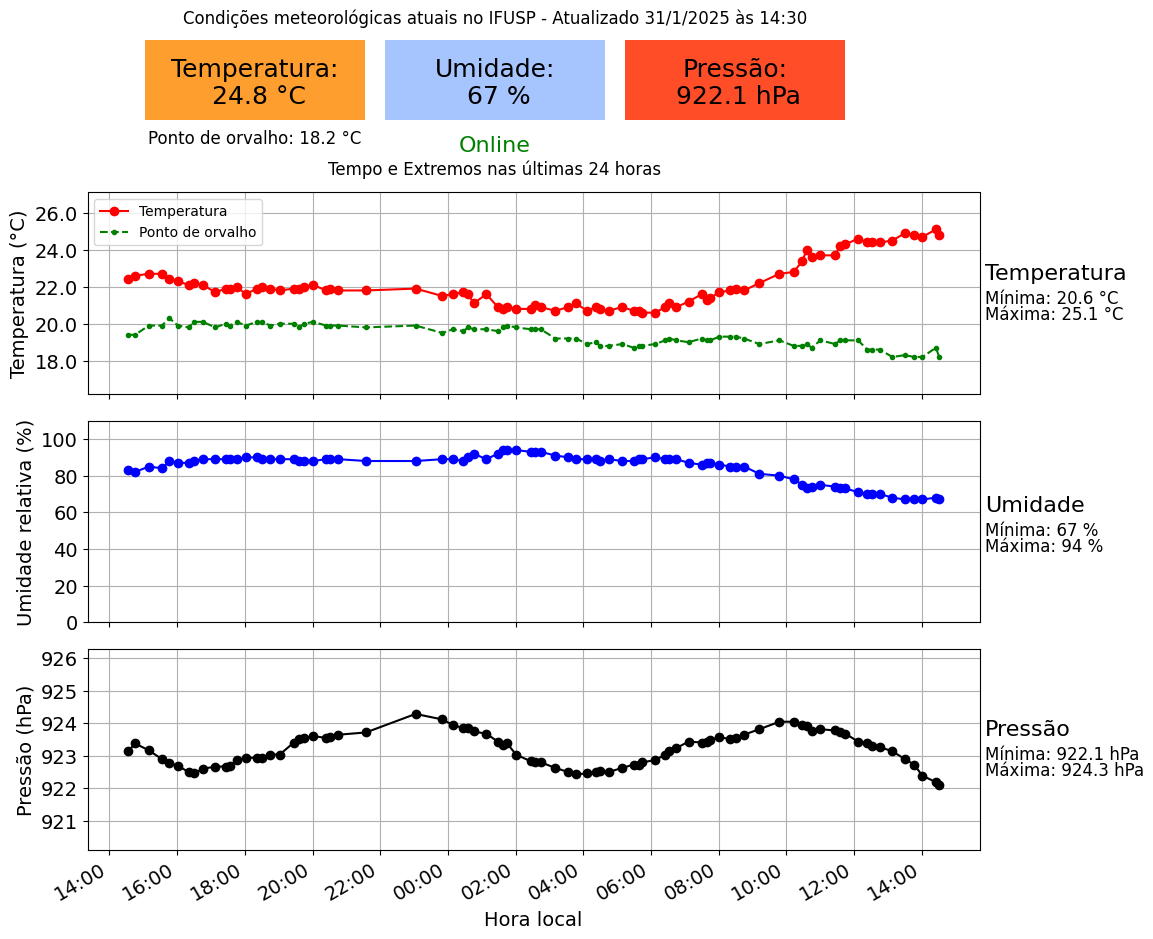 Condições meteorológicas atuais no IFUSP - Atualizado 31/1/2025 às 14:30
Temperatura:
24.8 °C
Umidade:
67 %
Pressão:
922.1 hPa
Ponto de orvalho: 18.2 °C
Online
Tempo e Extremos nas últimas 24 horas
Temperatura (°C)
26.0
24.0
22.0
20.0
18.0
Temperatura
Ponto de orvalho
Temperatura
Mínima: 20.6 °C
Máxima: 25.1 °C
Umidade relativa (%)
100
80
60
40
20
0
Umidade
Mínima: 67 %
Máxima: 94 %
Pressão (hPa)
926
925
924
923
922
921
Pressão
Mínima: 922.1 hPa
Máxima: 924.3 hPa
14:00 16:00 18:00 20:00 22:00 00:00 02:00 04:00 06:00 08:00 10:00 12:00 14:00
Hora local